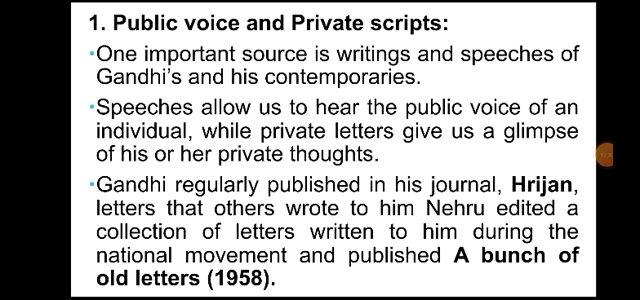 1. Public voice and Private scripts:
•One important source is writings and speeches of
Gandhi's and his contemporaries.
•Speeches allow us to hear the public voice of an
individual, while private letters give us a glimpse
of his or her private thoughts.
•Gandhi regularly published in his journal, Hrijan,
letters that others wrote to him Nehru edited a
collection of letters written to him during the
national movement and published A bunch of
old letters (1958).